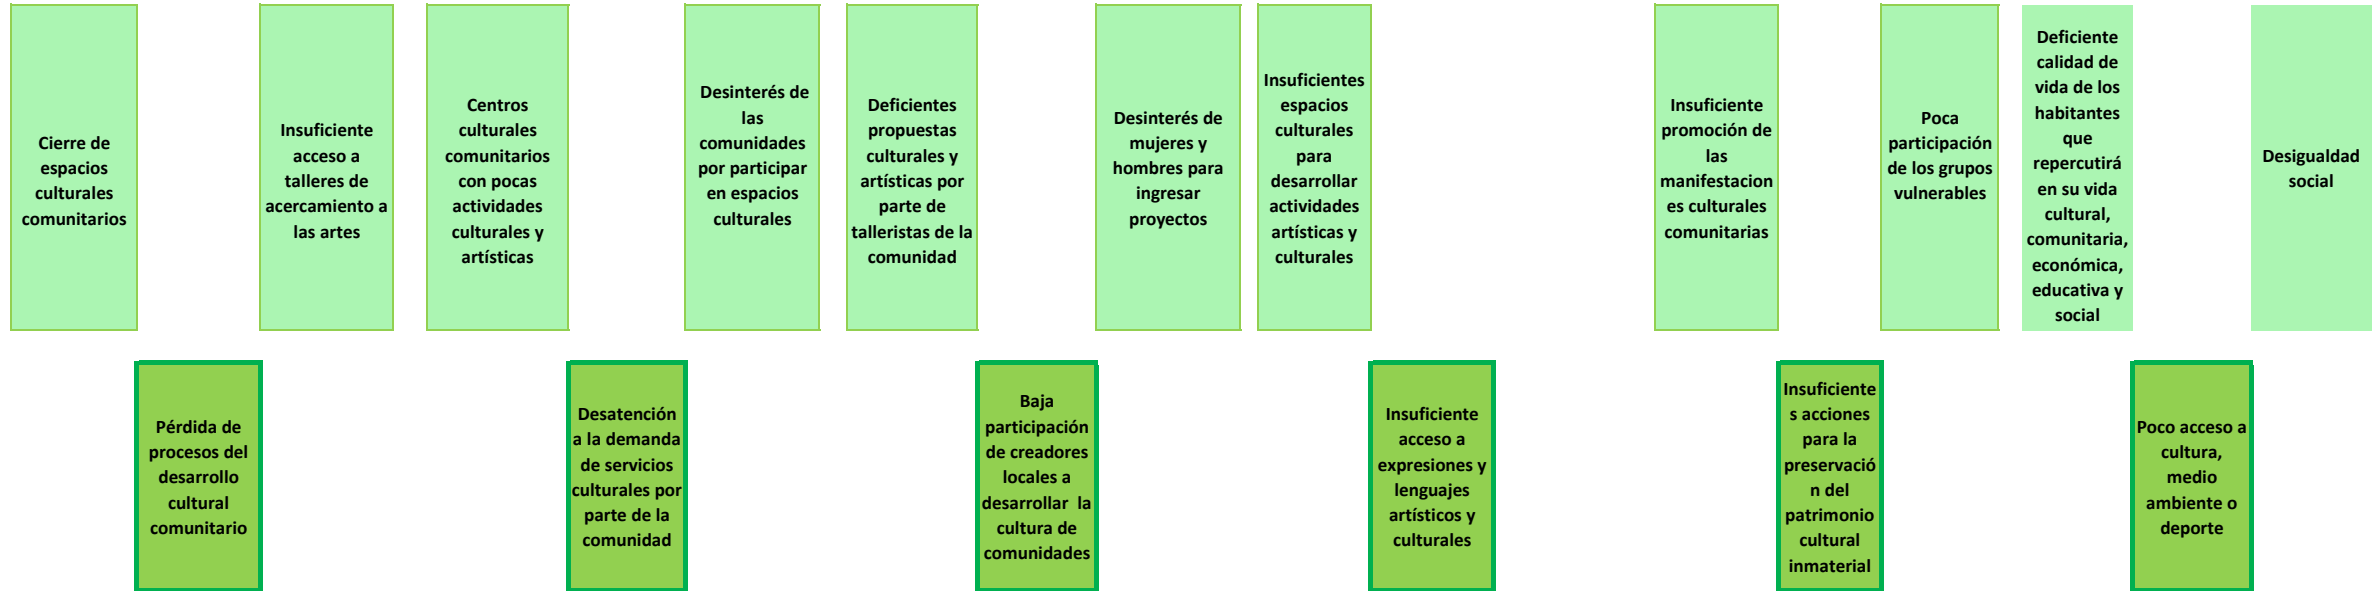 Cierre de
espacios
culturales
comunitarios
Insuficiente
acceso a
talleres de
acercamiento a
las artes
Centros
culturales
comunitarios
con pocas
actividades
culturales y
artísticas
Desinterés de
las
comunidades
por participar
en espacios
culturales
Deficientes
propuestas
culturales y
artísticas por
parte de
talleristas de la
comunidad
Desinterés de
mujeres y
hombres para
ingresar
proyectos
Insuficientes
espacios
culturales
para
desarrollar
actividades
artísticas y
culturales
Insuficiente
promoción de
las
manifestacion
es culturales
comunitarias
Poca
participación
de los grupos
vulnerables
Deficiente
calidad de
vida de los
habitantes
que
repercutirá
en su vida
cultural,
comunitaria,
económica,
educativa y
social
Desigualdad
social
Pérdida de
procesos del
desarrollo
cultural
comunitario
Desatención
a la demanda
de servicios
culturales por
parte de la
comunidad
Baja
participación
de creadores
locales a
desarrollar  la
cultura de
comunidades
Insuficiente
acceso a
expresiones y
lenguajes
artísticos y
culturales
Insuficiente
s acciones
para la
preservació
n del
patrimonio
cultural
inmaterial
Poco acceso a
cultura,
medio
ambiente o
deporte